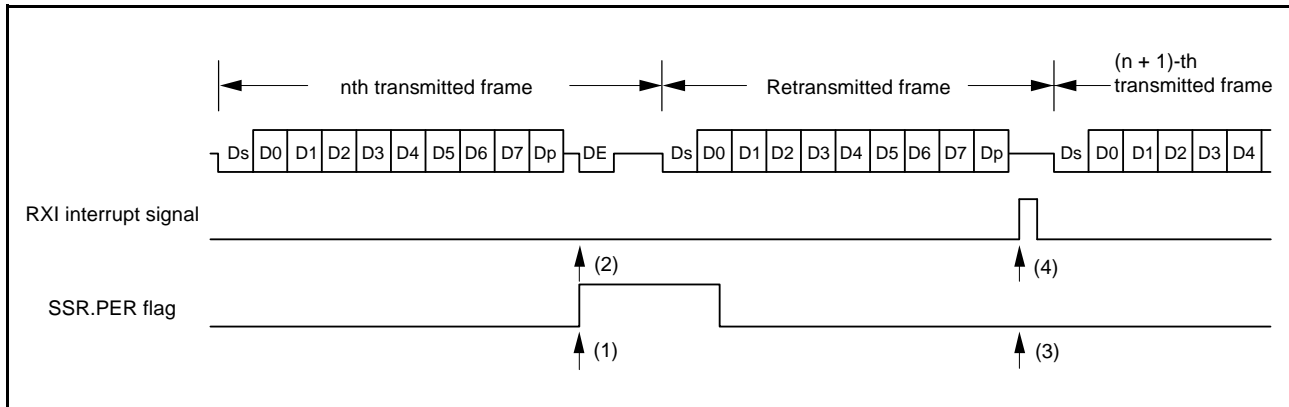 nth transmitted frame
Retransmitted frame
(n + 1)-th
transmitted frame
Ds D0 D1 D2 D3 D4 D5 D6 D7 Dp DE Ds D0 D1 D2 D3 D4 D5 D6 D7 Dp Ds D0 D1 D2 D3 D4
RXI interrupt signal
(2) (4)
SSR.PER flag
(1) (3)